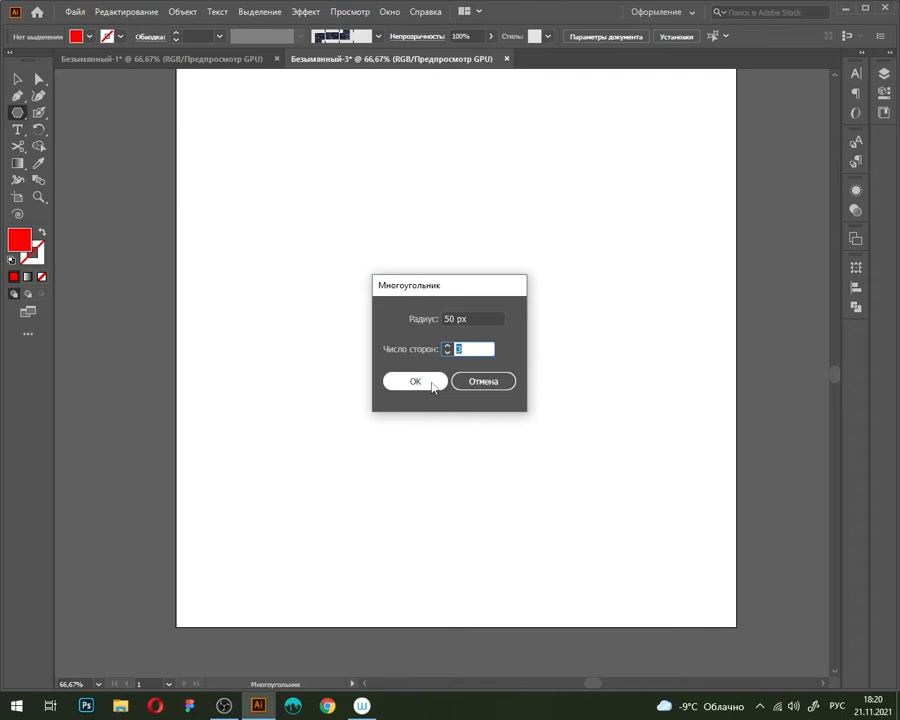 Ai Файл Редактирование Объект Текст Выделение Эффект Просмотр Окно Справка Оформление Поиск в Adobe Stock
Нет выделения Обводка: Непрозрачность: 100% Стиль: Параметры документа Установки
Безымянный-1* @ 66,67% (RGB/Предпросмотр GPU) × Безымянный-3* @ 66,67% (RGB/Предпросмотр GPU) ×
Многоугольник
Радиус: 50 px
Число сторон: 3
ОК Отмена
66,67% 1 Многоугольник
Ps Ai W -9°C Облачно РУС 18:20
21.11.2021